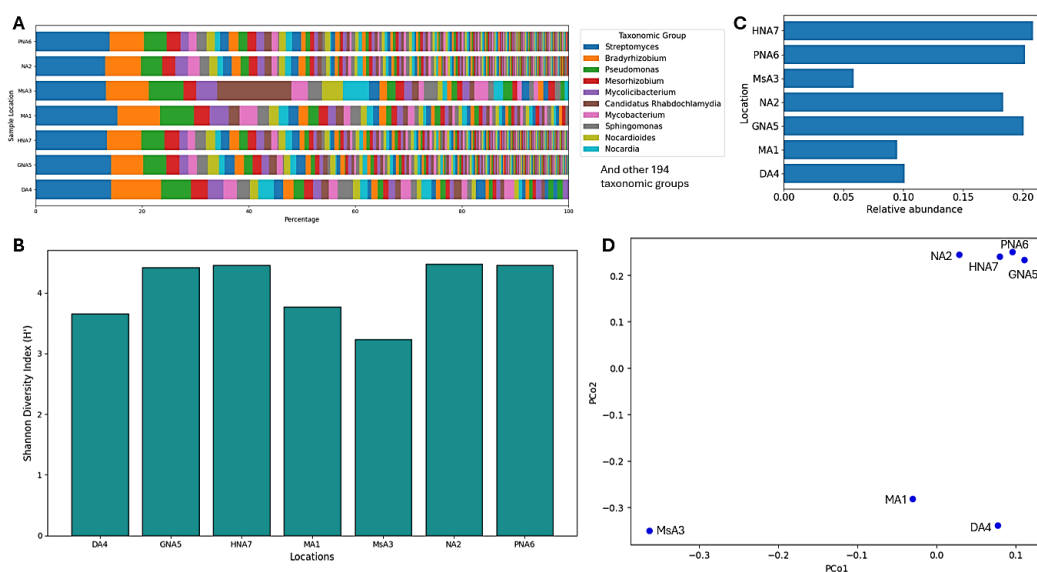 A
Sample Location
PNA6
NA2
MsA3
MA1
HNA7
GNA5
DA4
0 20 40 60 80 100
Percentage
Taxonomic Group
Streptomyces
Bradyrhizobium
Pseudomonas
Mesorhizobium
Mycolicibacterium
Candidatus Rhabdochlamydia
Mycobacterium
Sphingomonas
Nocardioides
Nocardia
And other 194
taxonomic groups
C
Location
HNA7
PNA6
MsA3
NA2
GNA5
MA1
DA4
0.00 0.05 0.10 0.15 0.20
Relative abundance
B
Shannon Diversity Index (H')
4
3
2
1
0
DA4 GNA5 HNA7 MA1 MsA3 NA2 PNA6
Locations
D
PCo2
0.2
0.1
0.0
−0.1
−0.2
−0.3
NA2
HNA7
PNA6
GNA5
MA1
DA4
MsA3
−0.3 −0.2 −0.1 0.0 0.1
PCo1